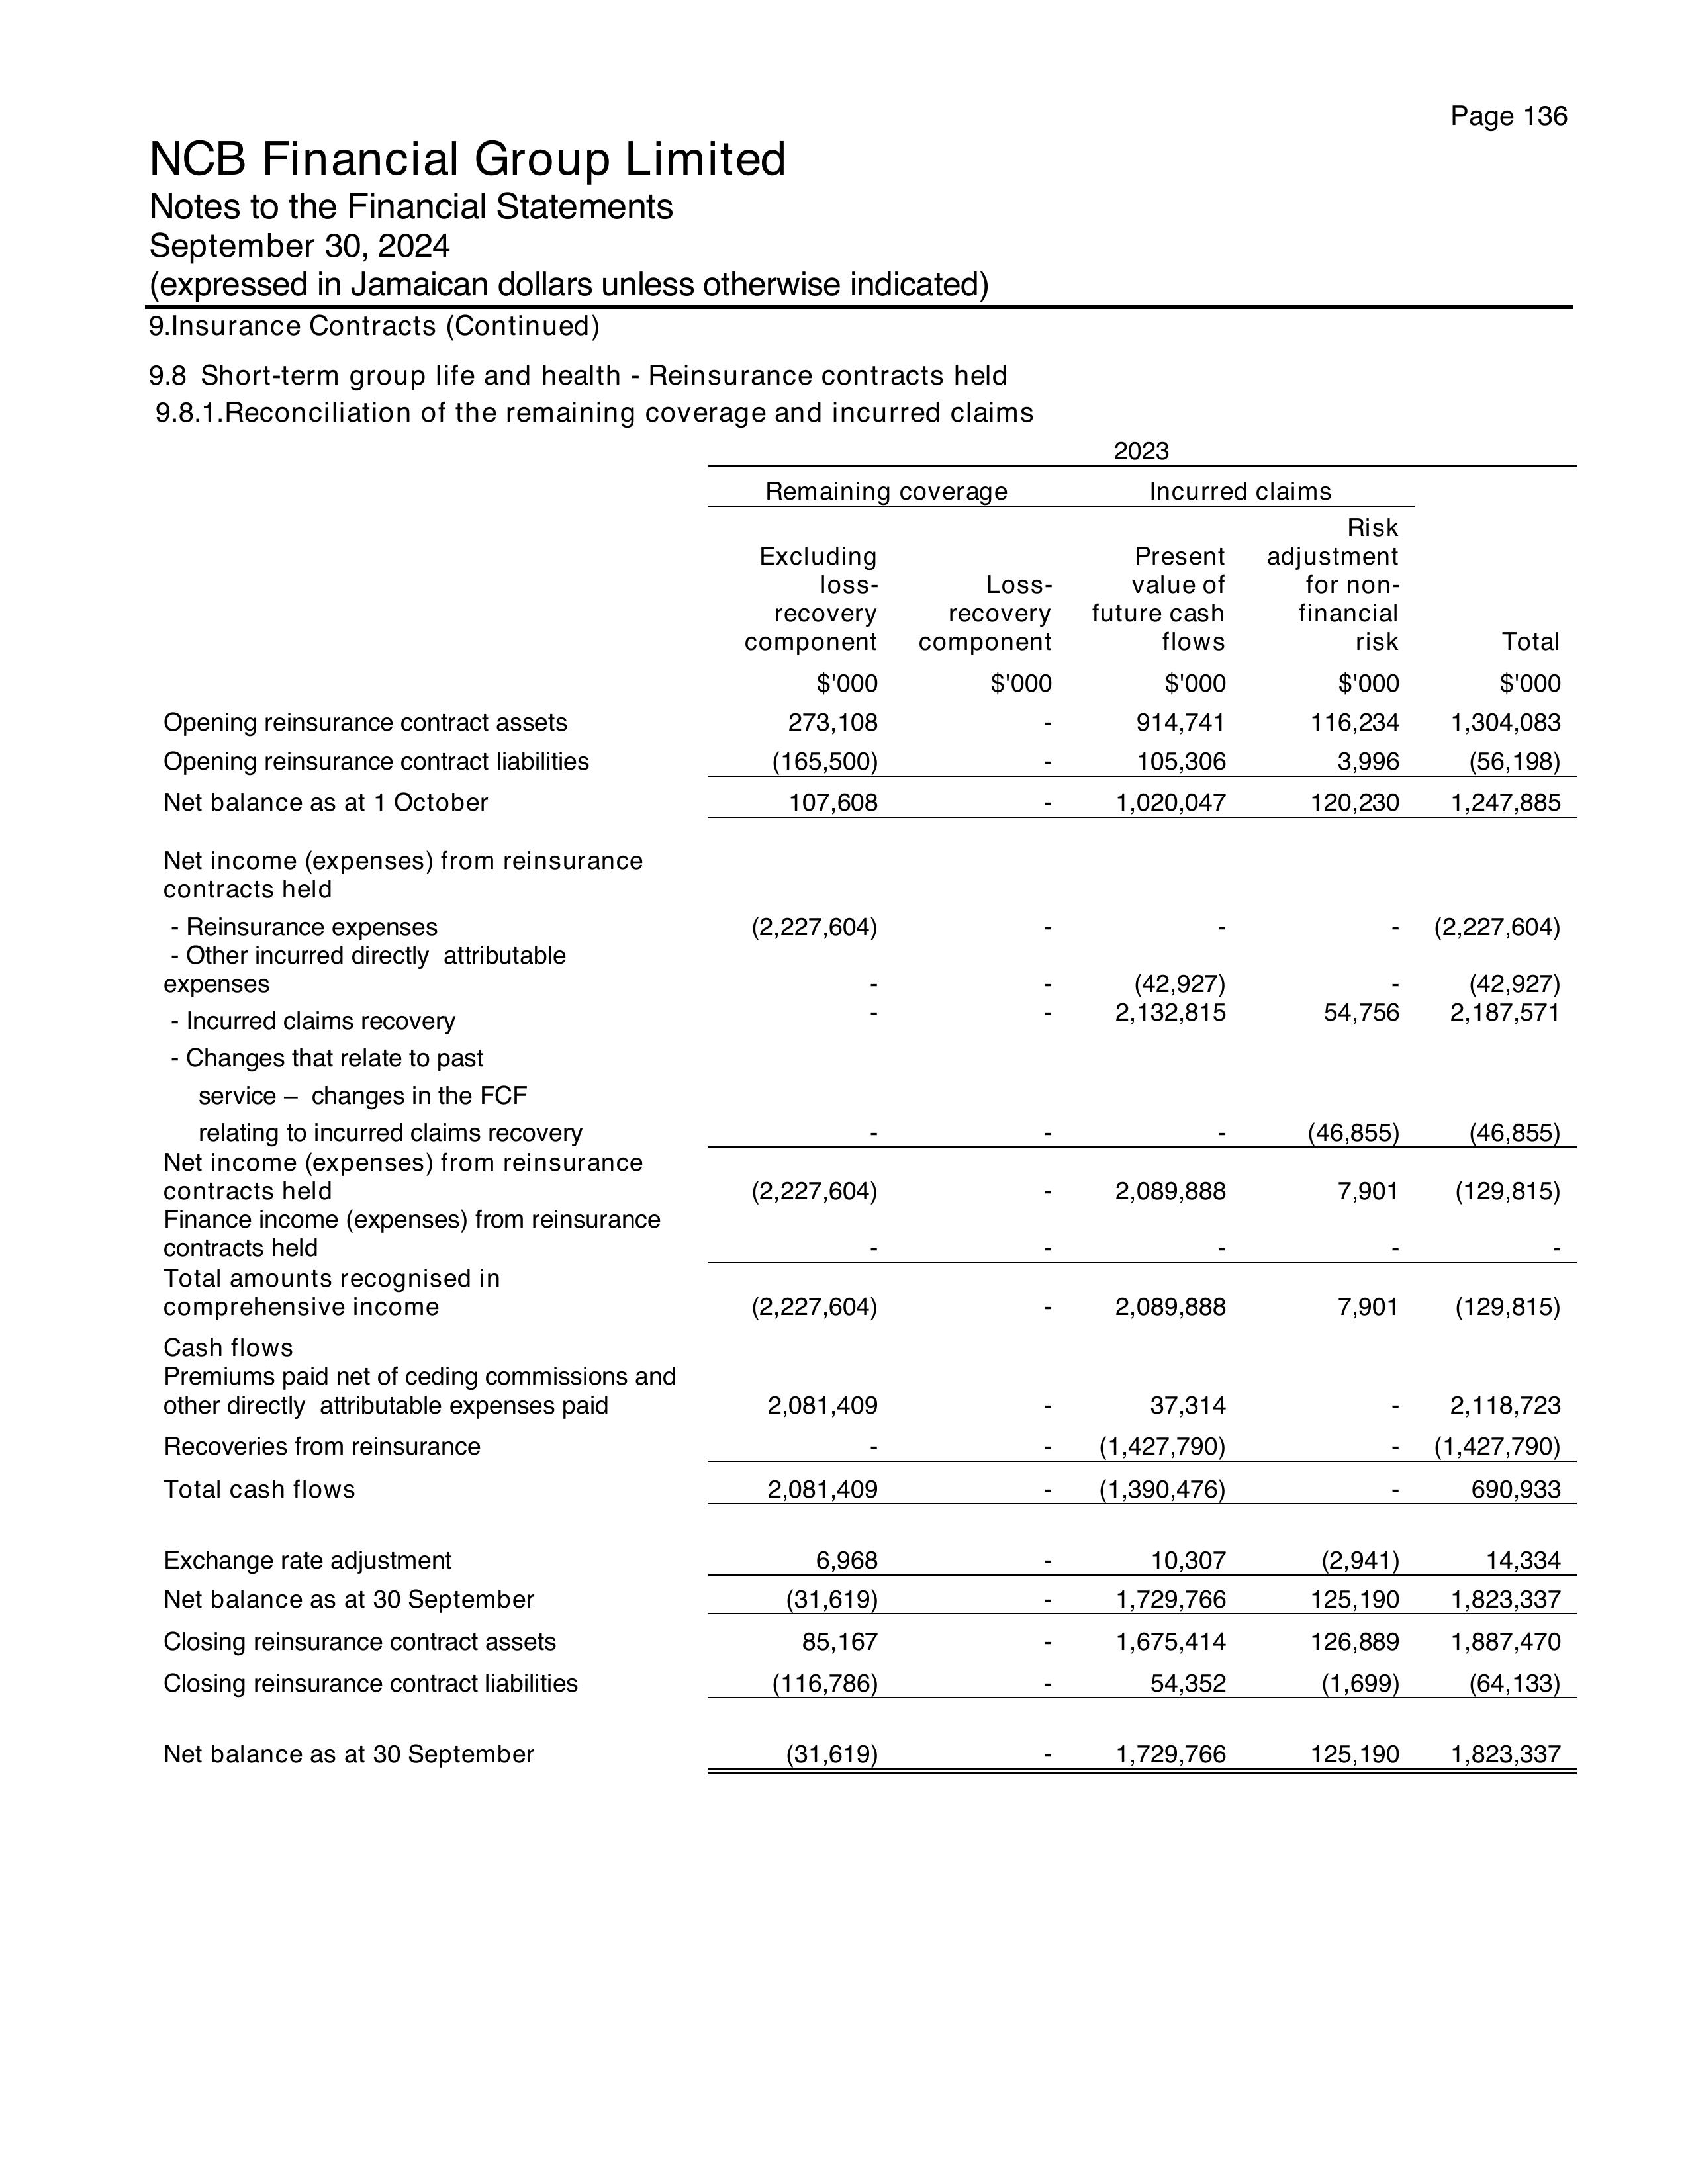 Page 136
NCB Financial Group Limited
Notes to the Financial Statements
September 30, 2024
(expressed in Jamaican dollars unless otherwise indicated)
9.Insurance Contracts (Continued)
9.8 Short-term group life and health - Reinsurance contracts held
9.8.1.Reconciliation of the remaining coverage and incurred claims
2023
Remaining coverage Incurred claims
Risk
Excluding Present adjustment
loss- Loss- value of for non-
recovery recovery future cash financial
component component flows risk Total
$'000 $'000 $'000 $'000 $'000
Opening reinsurance contract assets 273,108 - 914,741 116,234 1,304,083
Opening reinsurance contract liabilities (165,500) - 105,306 3,996 (56,198)
Net balance as at 1 October 107,608 - 1,020,047 120,230 1,247,885
Net income (expenses) from reinsurance
contracts held
- Reinsurance expenses (2,227,604) - - - (2,227,604)
- Other incurred directly attributable
expenses - - (42,927) - (42,927)
- Incurred claims recovery - - 2,132,815 54,756 2,187,571
- Changes that relate to past
service – changes in the FCF
relating to incurred claims recovery - - - (46,855) (46,855)
Net income (expenses) from reinsurance
contracts held (2,227,604) - 2,089,888 7,901 (129,815)
Finance income (expenses) from reinsurance
contracts held - - - - -
Total amounts recognised in
comprehensive income (2,227,604) - 2,089,888 7,901 (129,815)
Cash flows
Premiums paid net of ceding commissions and
other directly attributable expenses paid 2,081,409 - 37,314 - 2,118,723
Recoveries from reinsurance - - (1,427,790) - (1,427,790)
Total cash flows 2,081,409 - (1,390,476) - 690,933
Exchange rate adjustment 6,968 - 10,307 (2,941) 14,334
Net balance as at 30 September (31,619) - 1,729,766 125,190 1,823,337
Closing reinsurance contract assets 85,167 - 1,675,414 126,889 1,887,470
Closing reinsurance contract liabilities (116,786) - 54,352 (1,699) (64,133)
Net balance as at 30 September (31,619) - 1,729,766 125,190 1,823,337